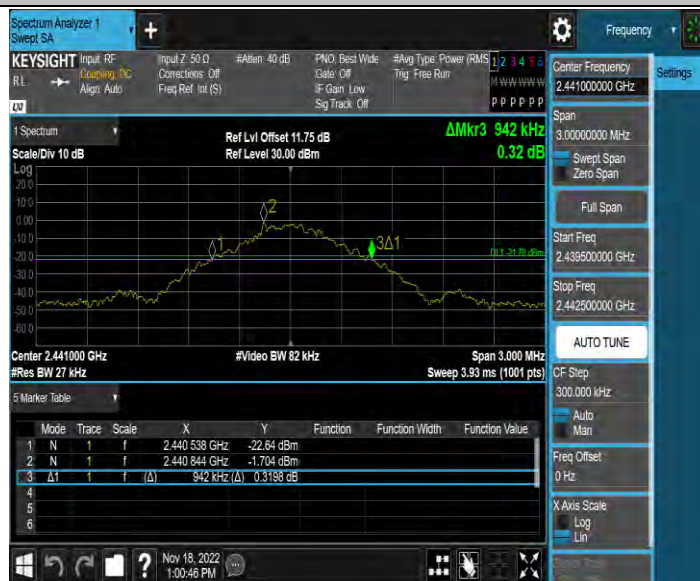 Spectrum Analyzer 1
Swept SA
Frequency
KEYSIGHT
RL
Input: RF
Coupling: DC
Align: Auto
Input Z: 50 Ω
Corrections: Off
Freq Ref: Int (S)
#Atten: 40 dB
PNO: Best Wide
Gate: Off
IF Gain: Low
Sig Track: Off
#Avg Type: Power (RMS
Trig: Free Run
1 2 3 4 5 6
M W W W W W
P P P P P P
Center Frequency
2.441000000 GHz
Settings
Span
3.00000000 MHz
Swept Span
Zero Span
Full Span
Start Freq
2.439500000 GHz
Stop Freq
2.442500000 GHz
AUTO TUNE
CF Step
300.000 kHz
Auto
Man
Freq Offset
0 Hz
X Axis Scale
Log
Lin
1 Spectrum
Scale/Div 10 dB
Ref Lvl Offset 11.75 dB
Ref Level 30.00 dBm
ΔMkr3 942 kHz
0.32 dB
Log
20.0
10.0
0.00
-10.0
-20.0
-30.0
-40.0
-50.0
-60.0
1
2
3Δ1
DL1 -21.70 dBm
Center 2.441000 GHz
#Video BW 82 kHz
Span 3.000 MHz
#Res BW 27 kHz
Sweep 3.93 ms (1001 pts)
5 Marker Table
Mode Trace Scale X Y Function Function Width Function Value
1 N 1 f 2.440 538 GHz -22.64 dBm
2 N 1 f 2.440 844 GHz -1.704 dBm
3 Δ1 1 f (Δ) 942 kHz (Δ) 0.3198 dB
4
5
6
?
Nov 18, 2022
1:00:46 PM